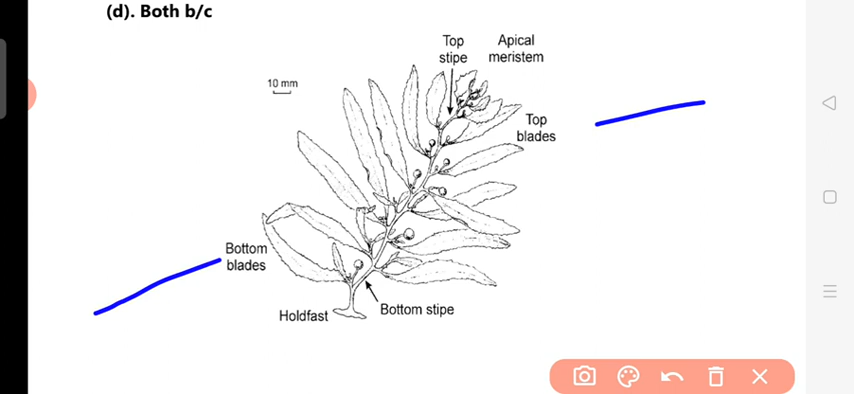 (d). Both b/c
Top stipe
Apical meristem
10 mm
Top blades
Bottom blades
Holdfast
Bottom stipe